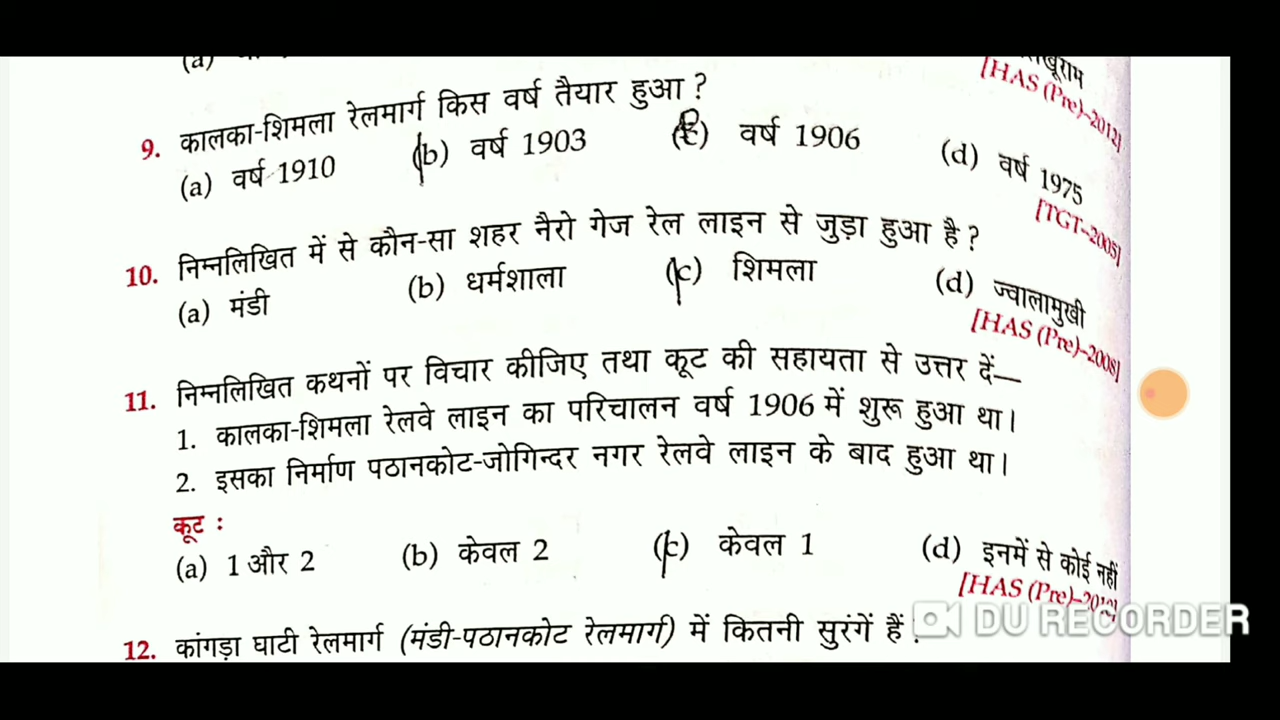 (a)
[HAS (Pre)–2012]
9. कालका-शिमला रेलमार्ग किस वर्ष तैयार हुआ ?
(a) वर्ष 1910 (b) वर्ष 1903 (c) वर्ष 1906 (d) वर्ष 1975
[TGT–2005]
10. निम्नलिखित में से कौन-सा शहर नैरो गेज रेल लाइन से जुड़ा हुआ है ?
(a) मंडी (b) धर्मशाला (c) शिमला (d) ज्वालामुखी
[HAS (Pre)–2008]
11. निम्नलिखित कथनों पर विचार कीजिए तथा कूट की सहायता से उत्तर दें—
1. कालका-शिमला रेलवे लाइन का परिचालन वर्ष 1906 में शुरू हुआ था।
2. इसका निर्माण पठानकोट-जोगिन्दर नगर रेलवे लाइन के बाद हुआ था।
कूट :
(a) 1 और 2 (b) केवल 2 (c) केवल 1 (d) इनमें से कोई नहीं
[HAS (Pre)
DU RECORDER
12. कांगड़ा घाटी रेलमार्ग (मंडी-पठानकोट रेलमार्ग) में कितनी सुरंगें हैं